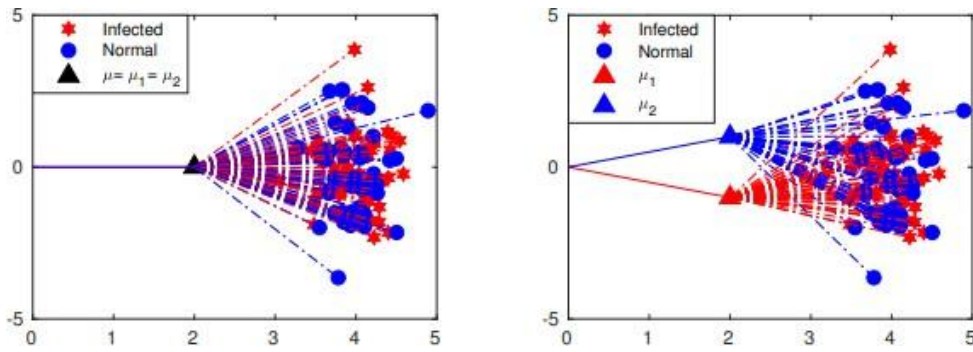 5
Infected
Normal
μ= μ1 = μ2
0
-5
0 1 2 3 4 5
5
Infected
Normal
μ1
μ2
0
-5
0 1 2 3 4 5